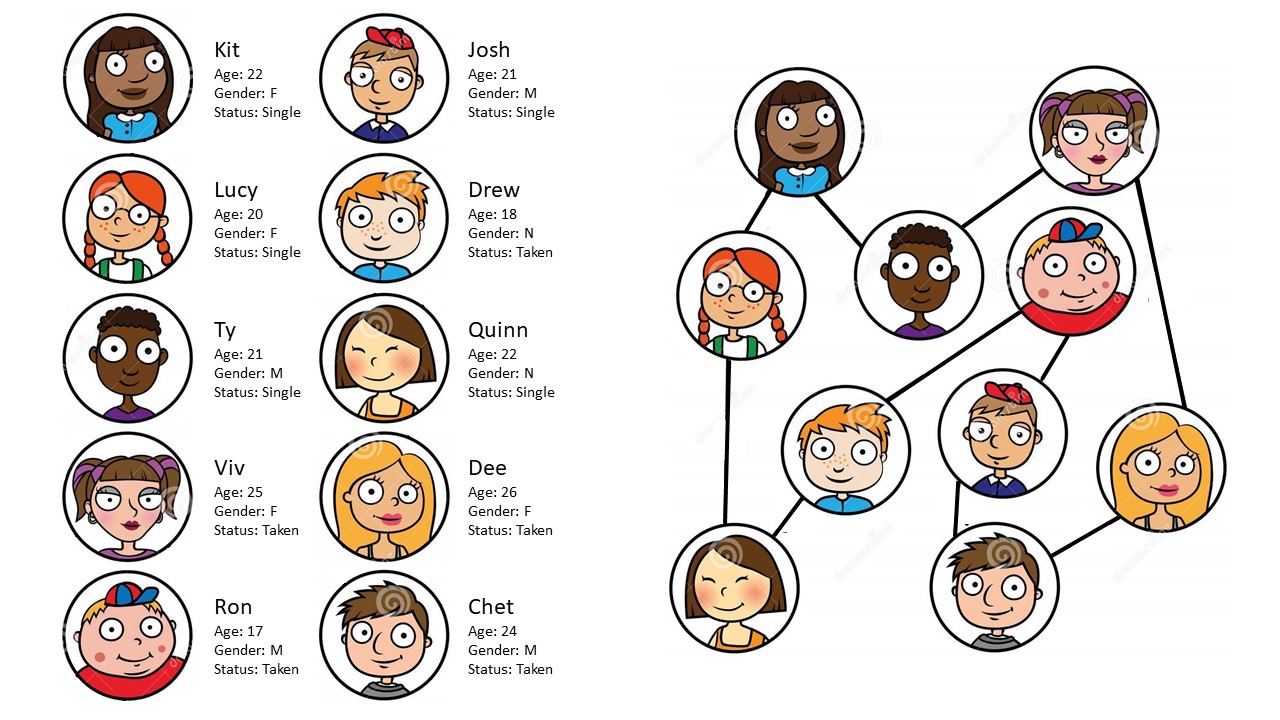 Kit
Age: 22
Gender: F
Status: Single
Josh
Age: 21
Gender: M
Status: Single
Lucy
Age: 20
Gender: F
Status: Single
Drew
Age: 18
Gender: N
Status: Taken
Ty
Age: 21
Gender: M
Status: Single
Quinn
Age: 22
Gender: N
Status: Single
Viv
Age: 25
Gender: F
Status: Taken
Dee
Age: 26
Gender: F
Status: Taken
Ron
Age: 17
Gender: M
Status: Taken
Chet
Age: 24
Gender: M
Status: Taken